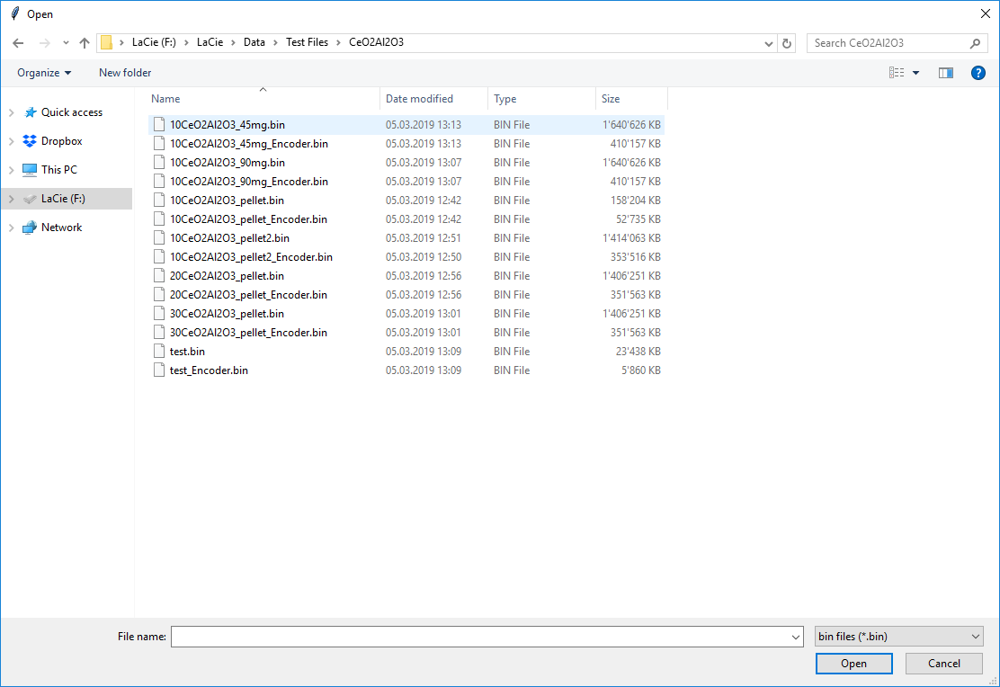 Open
LaCie (F:) > LaCie > Data > Test Files > CeO2Al2O3
Search CeO2Al2O3
Organize New folder
Name Date modified Type Size
Quick access
Dropbox
This PC
LaCie (F:)
Network
10CeO2Al2O3_45mg.bin 05.03.2019 13:13 BIN File 1'640'626 KB
10CeO2Al2O3_45mg_Encoder.bin 05.03.2019 13:13 BIN File 410'157 KB
10CeO2Al2O3_90mg.bin 05.03.2019 13:07 BIN File 1'640'626 KB
10CeO2Al2O3_90mg_Encoder.bin 05.03.2019 13:07 BIN File 410'157 KB
10CeO2Al2O3_pellet.bin 05.03.2019 12:42 BIN File 158'204 KB
10CeO2Al2O3_pellet_Encoder.bin 05.03.2019 12:42 BIN File 52'735 KB
10CeO2Al2O3_pellet2.bin 05.03.2019 12:51 BIN File 1'414'063 KB
10CeO2Al2O3_pellet2_Encoder.bin 05.03.2019 12:50 BIN File 353'516 KB
20CeO2Al2O3_pellet.bin 05.03.2019 12:56 BIN File 1'406'251 KB
20CeO2Al2O3_pellet_Encoder.bin 05.03.2019 12:56 BIN File 351'563 KB
30CeO2Al2O3_pellet.bin 05.03.2019 13:01 BIN File 1'406'251 KB
30CeO2Al2O3_pellet_Encoder.bin 05.03.2019 13:01 BIN File 351'563 KB
test.bin 05.03.2019 13:09 BIN File 23'438 KB
test_Encoder.bin 05.03.2019 13:09 BIN File 5'860 KB
File name: bin files (*.bin)
Open Cancel